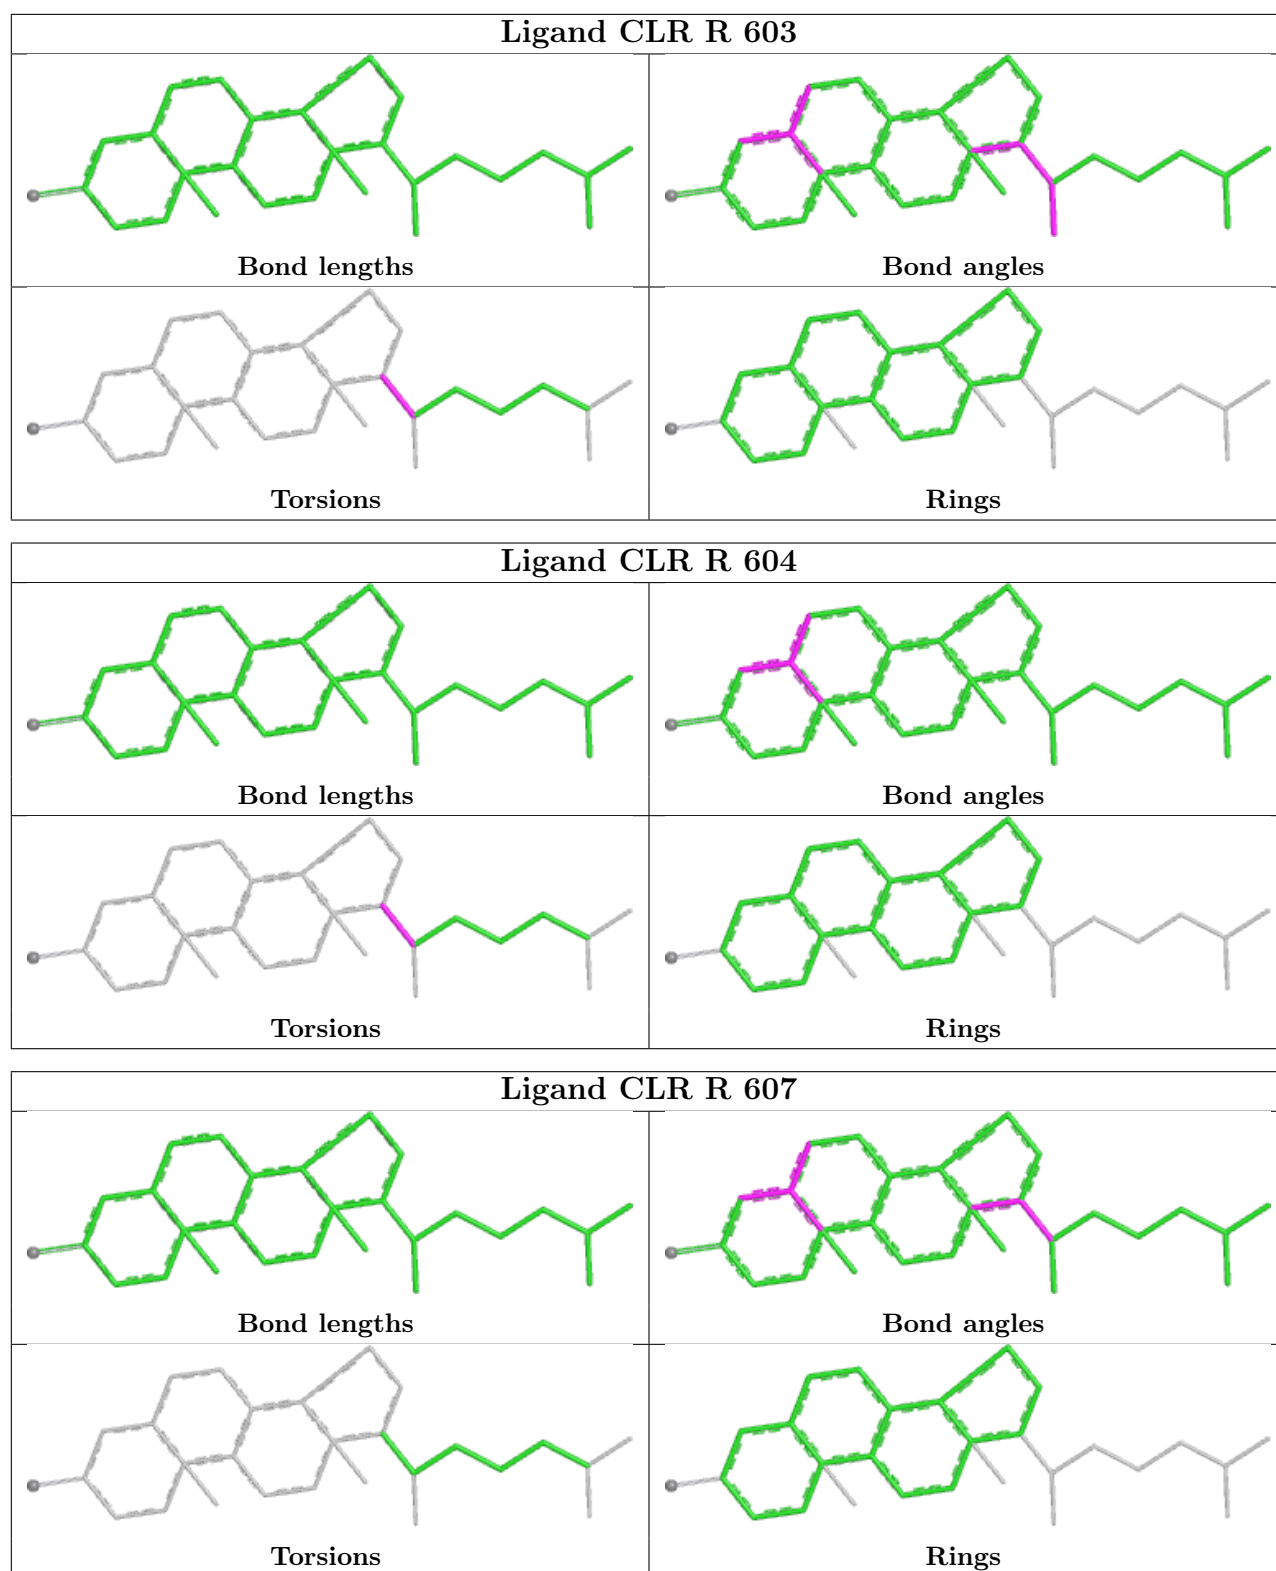 Ligand CLR R 603
Bond lengths
Bond angles
Torsions
Rings
Ligand CLR R 604
Bond lengths
Bond angles
Torsions
Rings
Ligand CLR R 607
Bond lengths
Bond angles
Torsions
Rings